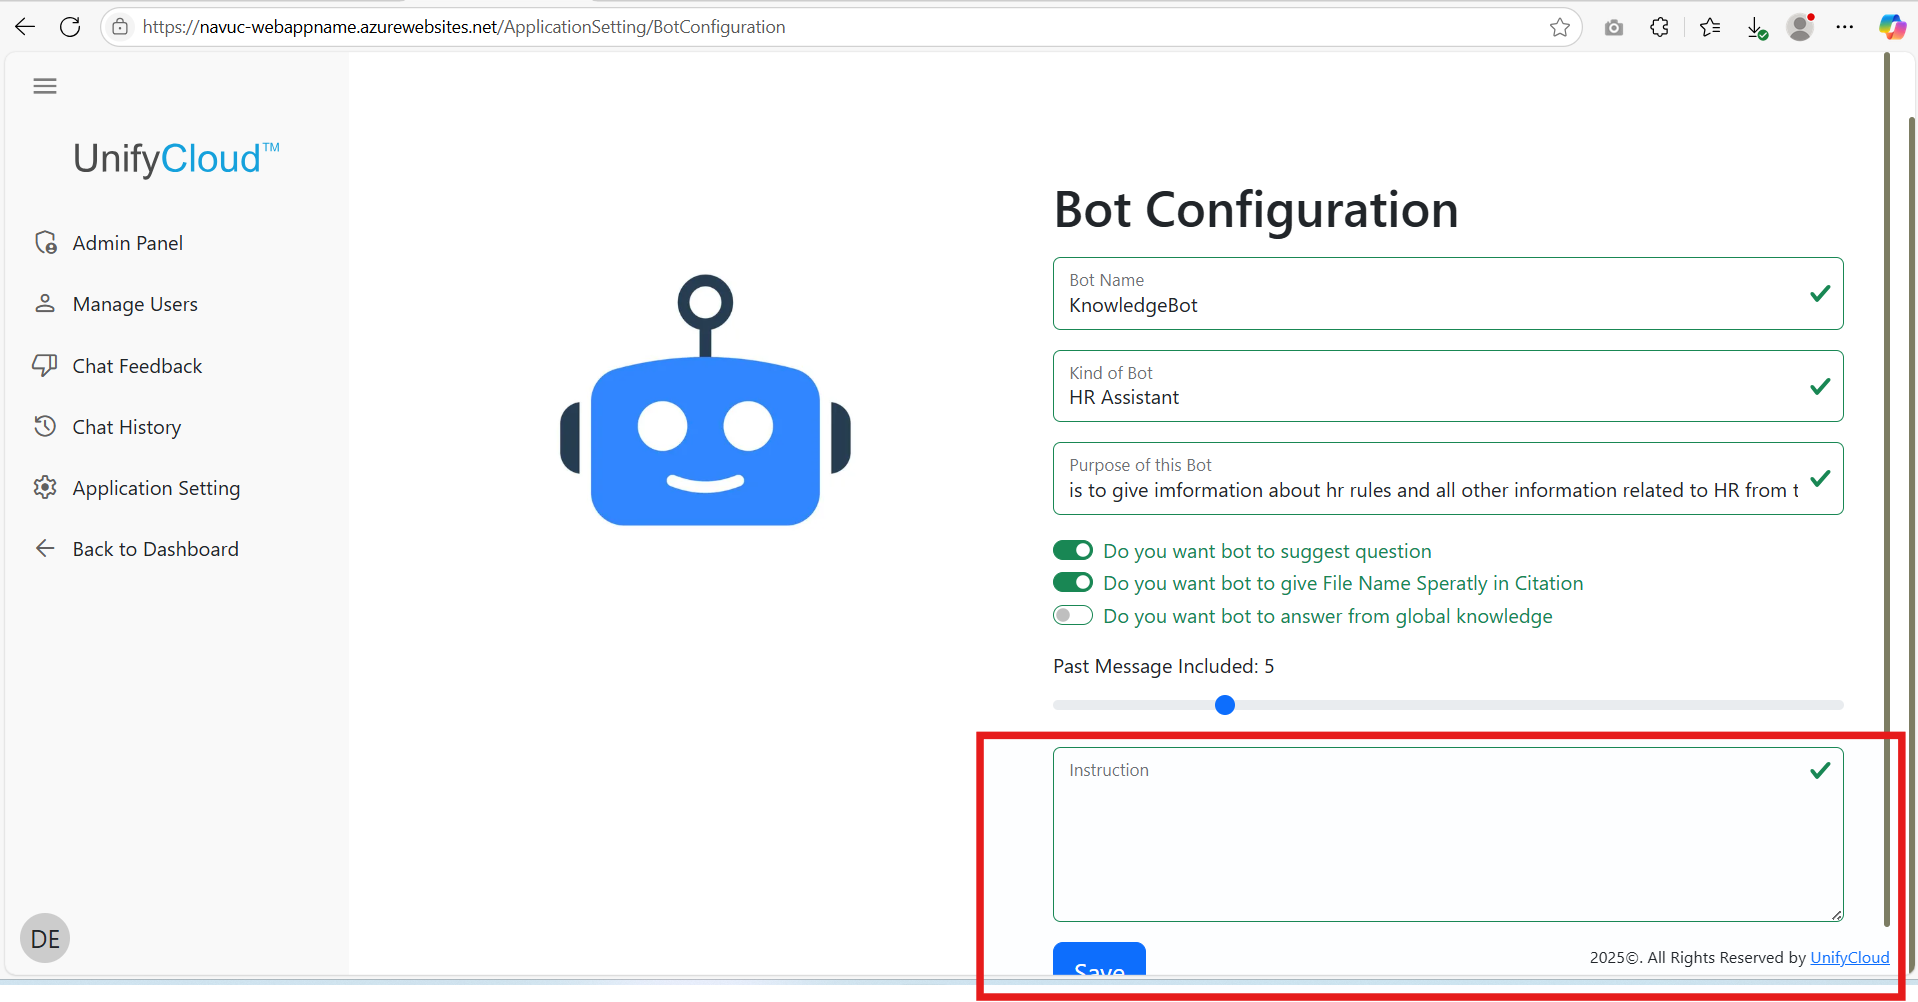 https://navuc-webappname.azurewebsites.net/ApplicationSetting/BotConfiguration
UnifyCloud™
Admin Panel
Manage Users
Chat Feedback
Chat History
Application Setting
Back to Dashboard
DE
Bot Configuration
Bot Name
KnowledgeBot
Kind of Bot
HR Assistant
Purpose of this Bot
is to give imformation about hr rules and all other information related to HR from t
Do you want bot to suggest question
Do you want bot to give File Name Speratly in Citation
Do you want bot to answer from global knowledge
Past Message Included: 5
Instruction
Save
2025©. All Rights Reserved by UnifyCloud